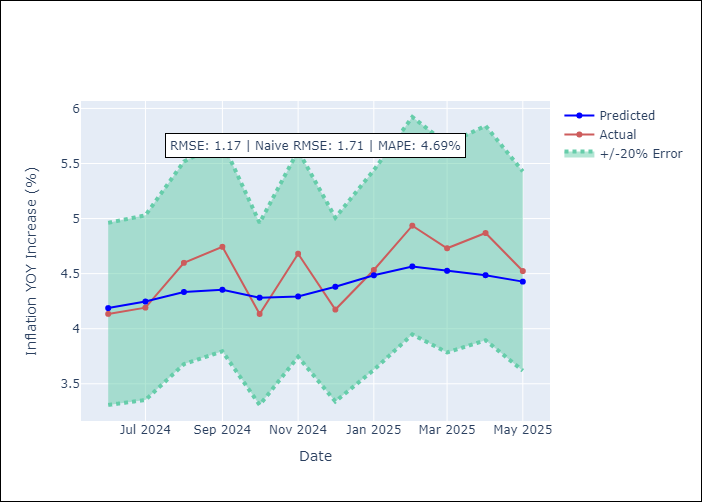 Predicted
Actual
+/-20% Error
RMSE: 1.17 | Naive RMSE: 1.71 | MAPE: 4.69%
Inflation YOY Increase (%)
6
5.5
5
4.5
4
3.5
Jul 2024
Sep 2024
Nov 2024
Jan 2025
Mar 2025
May 2025
Date